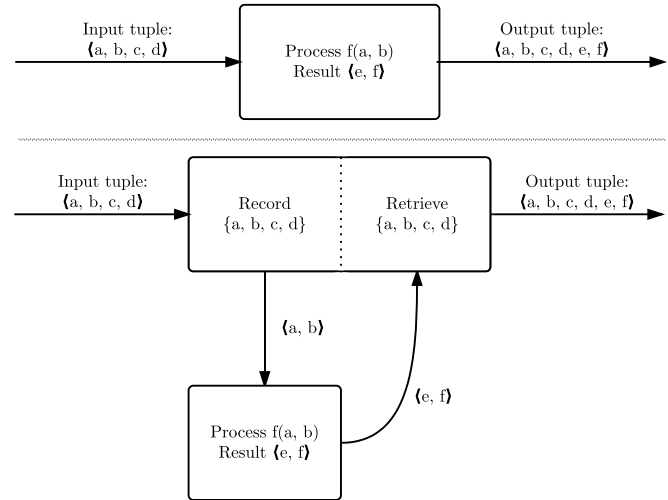 Input tuple:
⟨a, b, c, d⟩
Process f(a, b)
Result ⟨e, f⟩
Output tuple:
⟨a, b, c, d, e, f⟩
Input tuple:
⟨a, b, c, d⟩
Record
{a, b, c, d}
Retrieve
{a, b, c, d}
Output tuple:
⟨a, b, c, d, e, f⟩
⟨a, b⟩
⟨e, f⟩
Process f(a, b)
Result ⟨e, f⟩